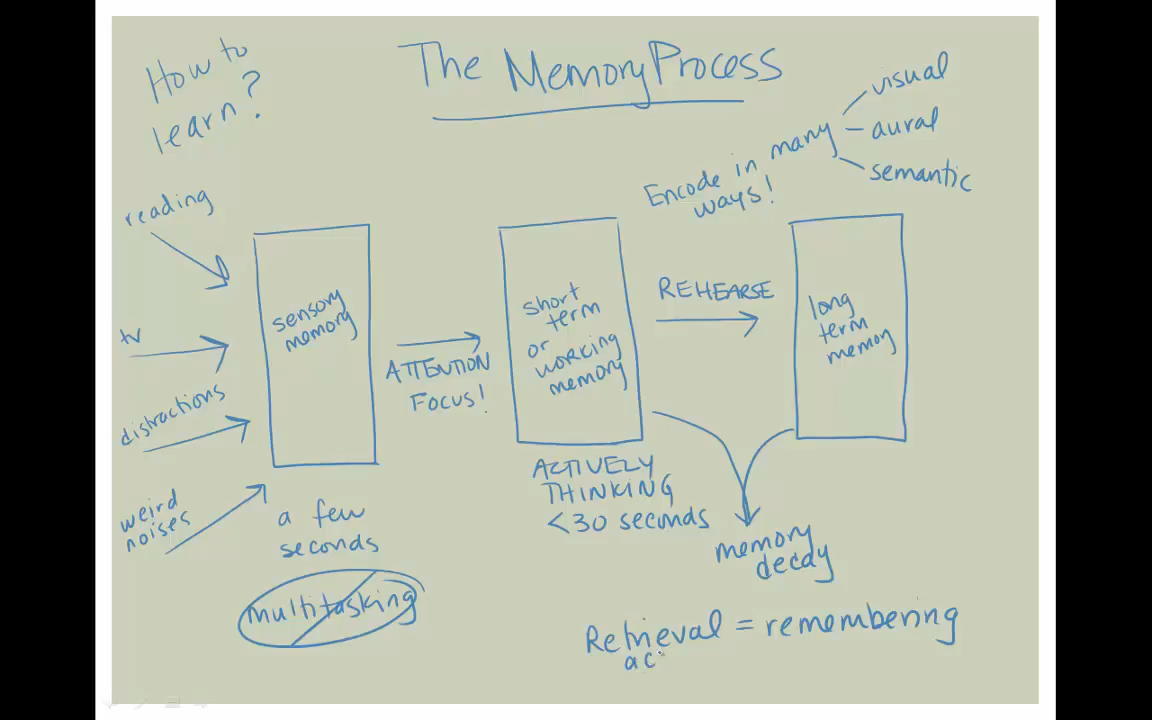 How to
learn?
The Memory Process
Encode in many
ways!
visual
aural
semantic
reading
tv
distractions
weird
noises
sensory
memory
a few
seconds
multitasking
ATTENTION
FOCUS!
short
term
or
working
memory
ACTIVELY
THINKING
<30 seconds
REHEARSE
long
term
memory
memory
decay
Retrieval = remembering
ac